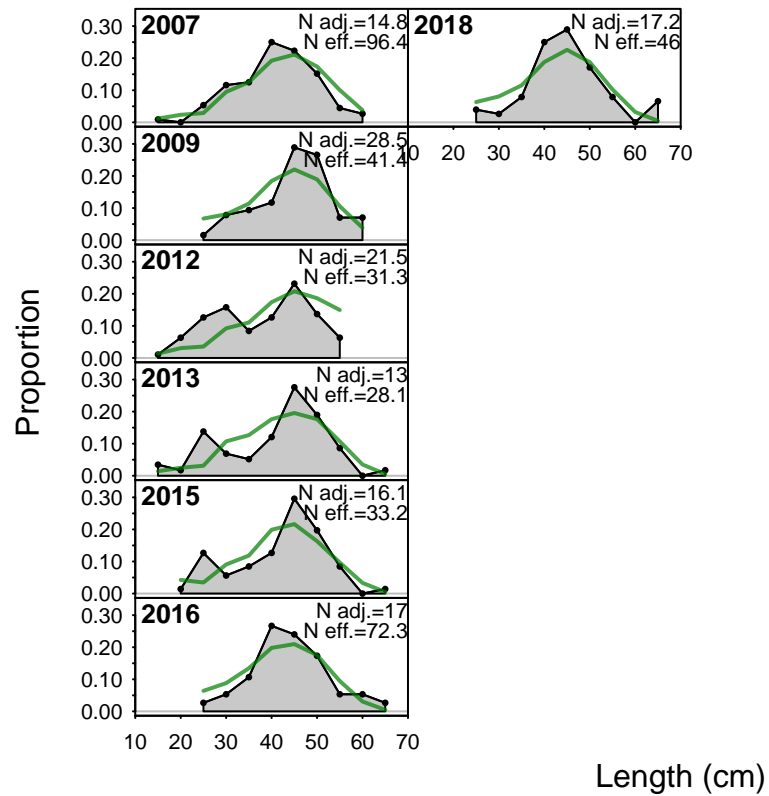 2007
N adj.=14.8
N eff.=96.4
0.30
0.20
0.10
0.00
2018
N adj.=17.2
N eff.=46
10 20 30 40 50 60 70
2009
N adj.=28.5
N eff.=41.4
0.30
0.20
0.10
0.00
2012
N adj.=21.5
N eff.=31.3
0.30
0.20
0.10
0.00
2013
N adj.=13
N eff.=28.1
0.30
0.20
0.10
0.00
2015
N adj.=16.1
N eff.=33.2
0.30
0.20
0.10
0.00
2016
N adj.=17
N eff.=72.3
0.30
0.20
0.10
0.00
10 20 30 40 50 60 70
Proportion
Length (cm)